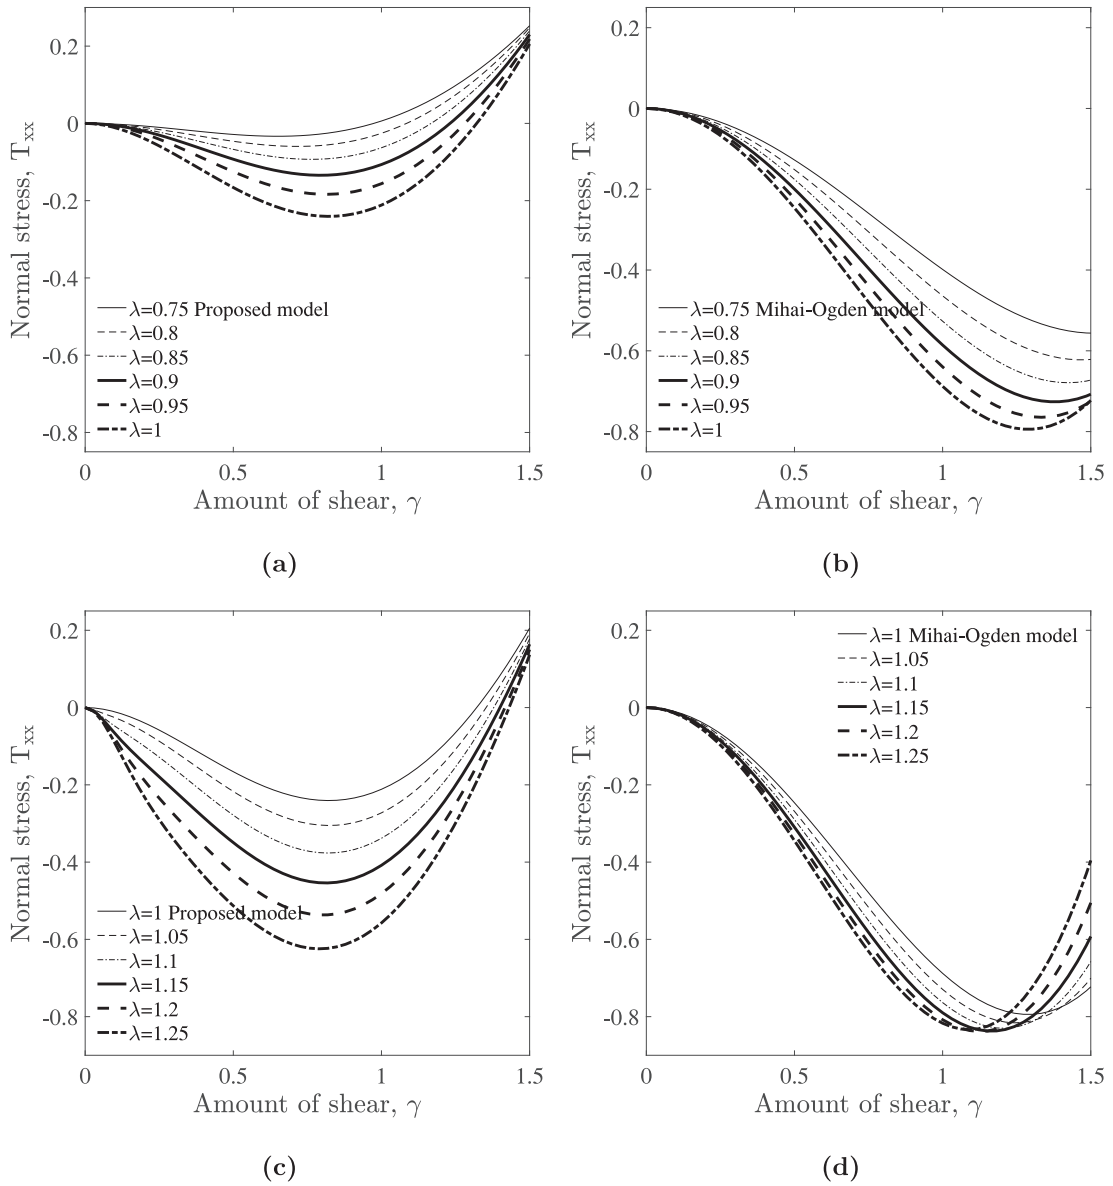 0.2
0
-0.2
-0.4
-0.6
-0.8
Normal stress, Txx
λ=0.75 Proposed model
λ=0.8
λ=0.85
λ=0.9
λ=0.95
λ=1
0
0.5
1
1.5
Amount of shear, γ
(a)
0.2
0
-0.2
-0.4
-0.6
-0.8
Normal stress, Txx
λ=0.75 Mihai-Ogden model
λ=0.8
λ=0.85
λ=0.9
λ=0.95
λ=1
0
0.5
1
1.5
Amount of shear, γ
(b)
0.2
0
-0.2
-0.4
-0.6
-0.8
Normal stress, Txx
λ=1 Proposed model
λ=1.05
λ=1.1
λ=1.15
λ=1.2
λ=1.25
0
0.5
1
1.5
Amount of shear, γ
(c)
0.2
0
-0.2
-0.4
-0.6
-0.8
Normal stress, Txx
λ=1 Mihai-Ogden model
λ=1.05
λ=1.1
λ=1.15
λ=1.2
λ=1.25
0
0.5
1
1.5
Amount of shear, γ
(d)